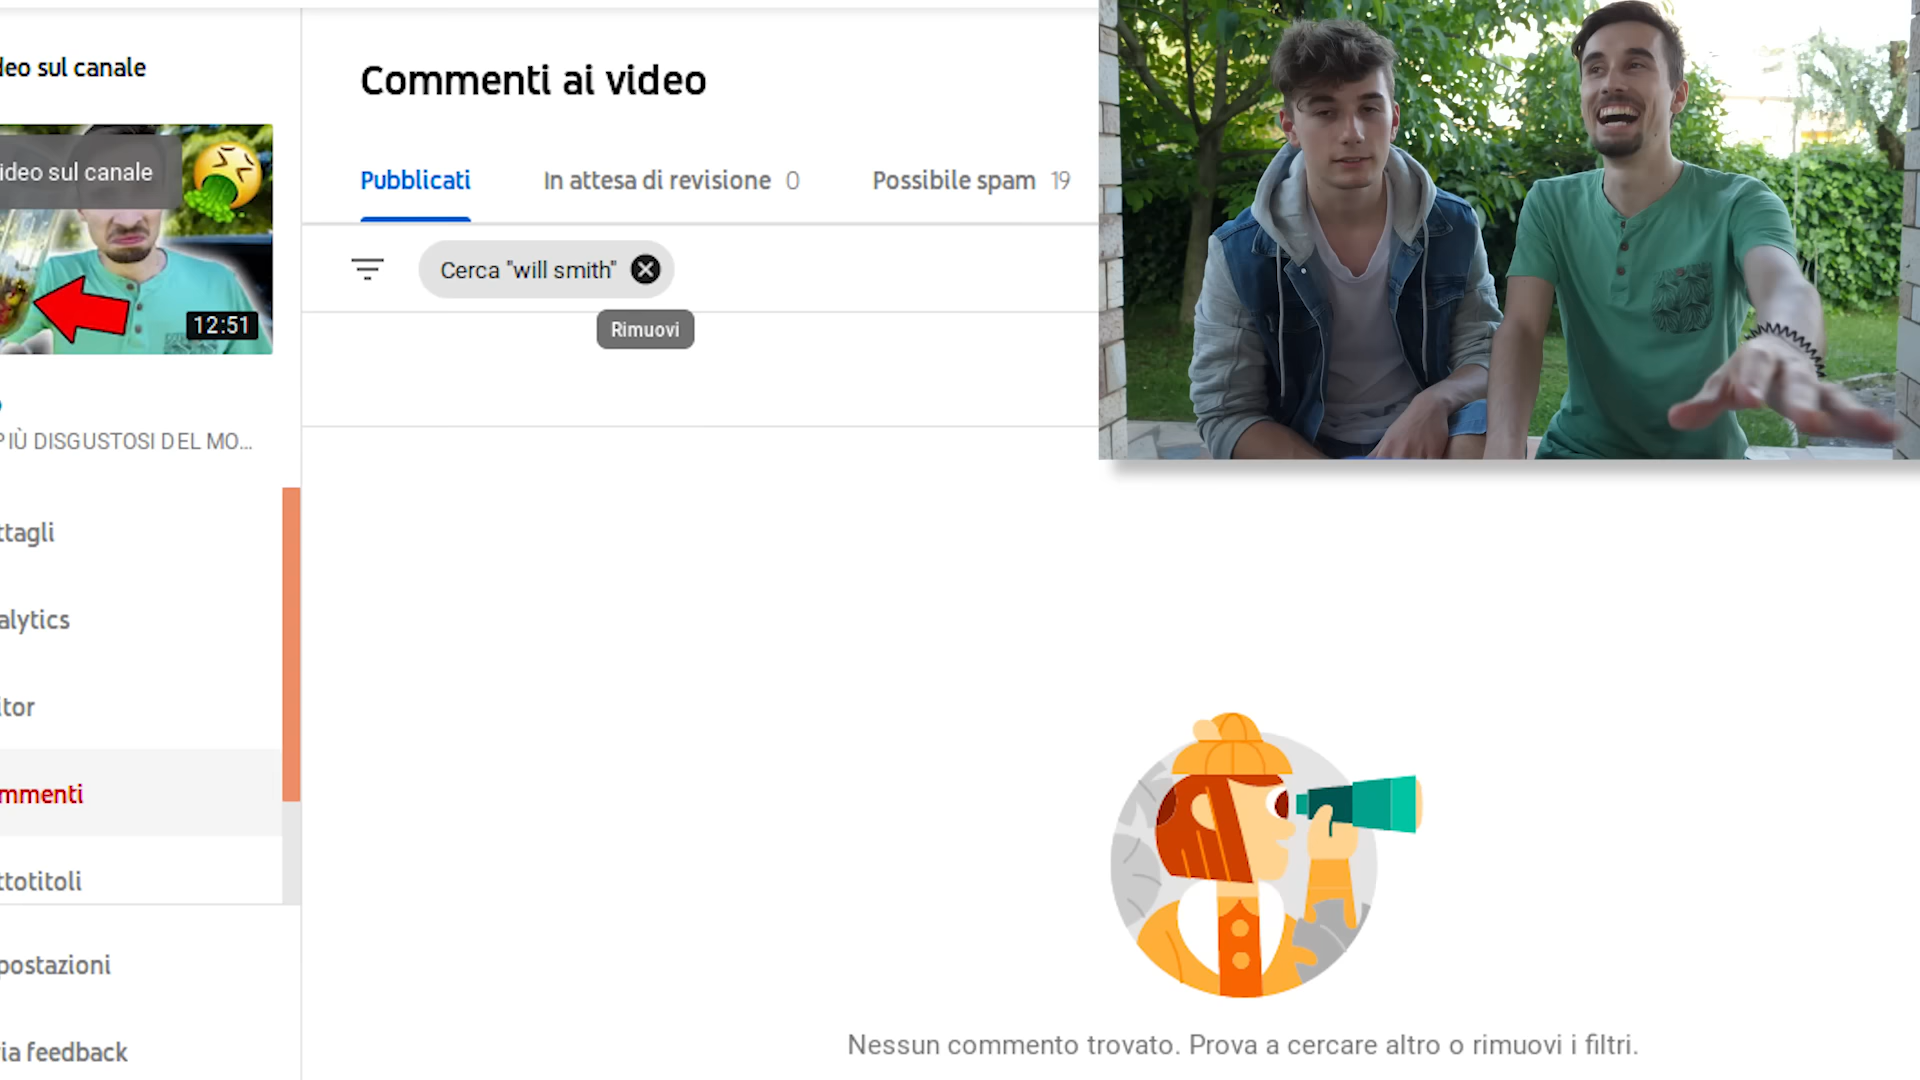 deo sul canale
ideo sul canale
12:51
PIÙ DISGUSTOSI DEL MO...
ttagli
alytics
itor
mmenti
ttotitoli
postazioni
ia feedback
Commenti ai video
Pubblicati
In attesa di revisione 0
Possibile spam 19
Cerca "will smith"
Rimuovi
Nessun commento trovato. Prova a cercare altro o rimuovi i filtri.